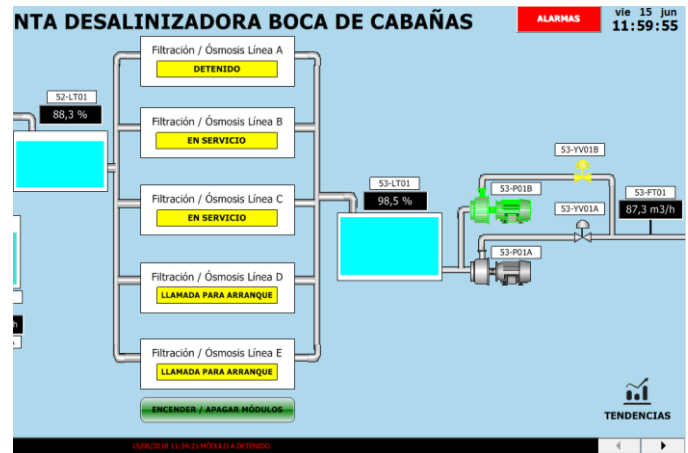 NTA DESALINIZADORA BOCA DE CABAÑAS
ALARMAS
vie 15 jun
11:59:55
Filtración / Ósmosis Línea A
DETENIDO
52-LT01
88,3 %
Filtración / Ósmosis Línea B
EN SERVICIO
53-YV01B
Filtración / Ósmosis Línea C
EN SERVICIO
53-LT01
98,5 %
53-P01B
53-YV01A
53-FT01
87,3 m3/h
53-P01A
Filtración / Ósmosis Línea D
LLAMADA PARA ARRANQUE
Filtración / Ósmosis Línea E
LLAMADA PARA ARRANQUE
ENCENDER / APAGAR MÓDULOS
TENDENCIAS
15/06/2018 11:34:21 MÓDULO A DETENIDO